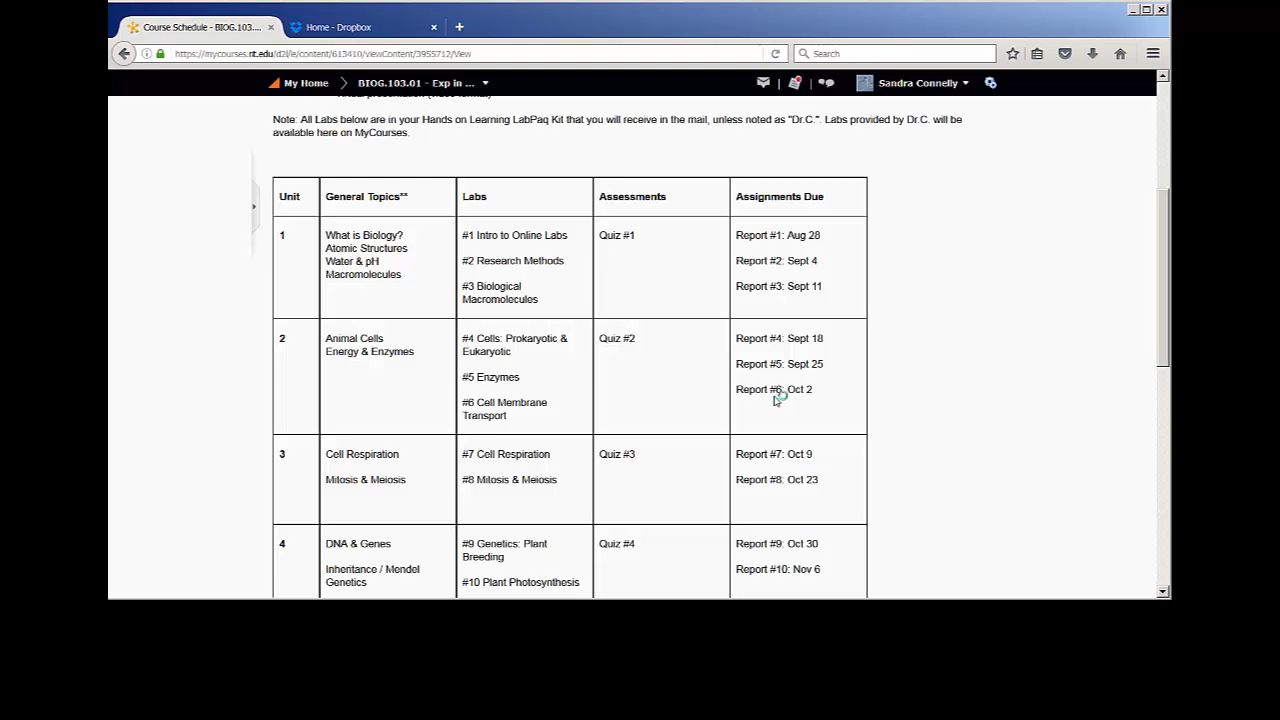 Course Schedule - BIOG.103....
Home - Dropbox
https://mycourses.rit.edu/d2l/le/content/613410/viewContent/3955712/View
Search
My Home
BIOG.103.01 - Exp in ...
Sandra Connelly
Note: All Labs below are in your Hands on Learning LabPaq Kit that you will receive in the mail, unless noted as "Dr.C.". Labs provided by Dr.C. will be
available here on MyCourses.
Unit
General Topics**
Labs
Assessments
Assignments Due
1
What is Biology?
Atomic Structures
Water & pH
Macromolecules
#1 Intro to Online Labs
#2 Research Methods
#3 Biological
Macromolecules
Quiz #1
Report #1: Aug 28
Report #2: Sept 4
Report #3: Sept 11
2
Animal Cells
Energy & Enzymes
#4 Cells: Prokaryotic &
Eukaryotic
#5 Enzymes
#6 Cell Membrane
Transport
Quiz #2
Report #4: Sept 18
Report #5: Sept 25
Report #6: Oct 2
3
Cell Respiration
Mitosis & Meiosis
#7 Cell Respiration
#8 Mitosis & Meiosis
Quiz #3
Report #7: Oct 9
Report #8: Oct 23
4
DNA & Genes
Inheritance / Mendel
Genetics
#9 Genetics: Plant
Breeding
#10 Plant Photosynthesis
Quiz #4
Report #9: Oct 30
Report #10: Nov 6